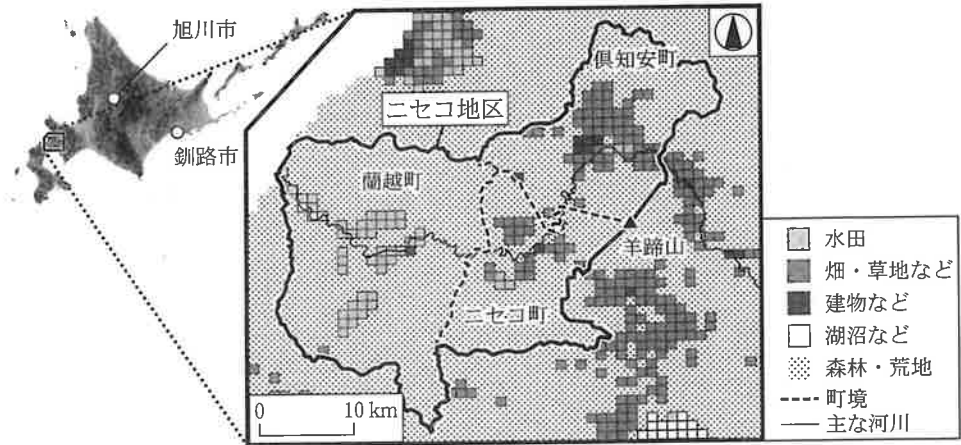 旭川市
釧路市
ニセコ地区
倶知安町
蘭越町
羊蹄山
ニセコ町
0 10 km
水田
畑・草地など
建物など
湖沼など
森林・荒地
町境
主な河川